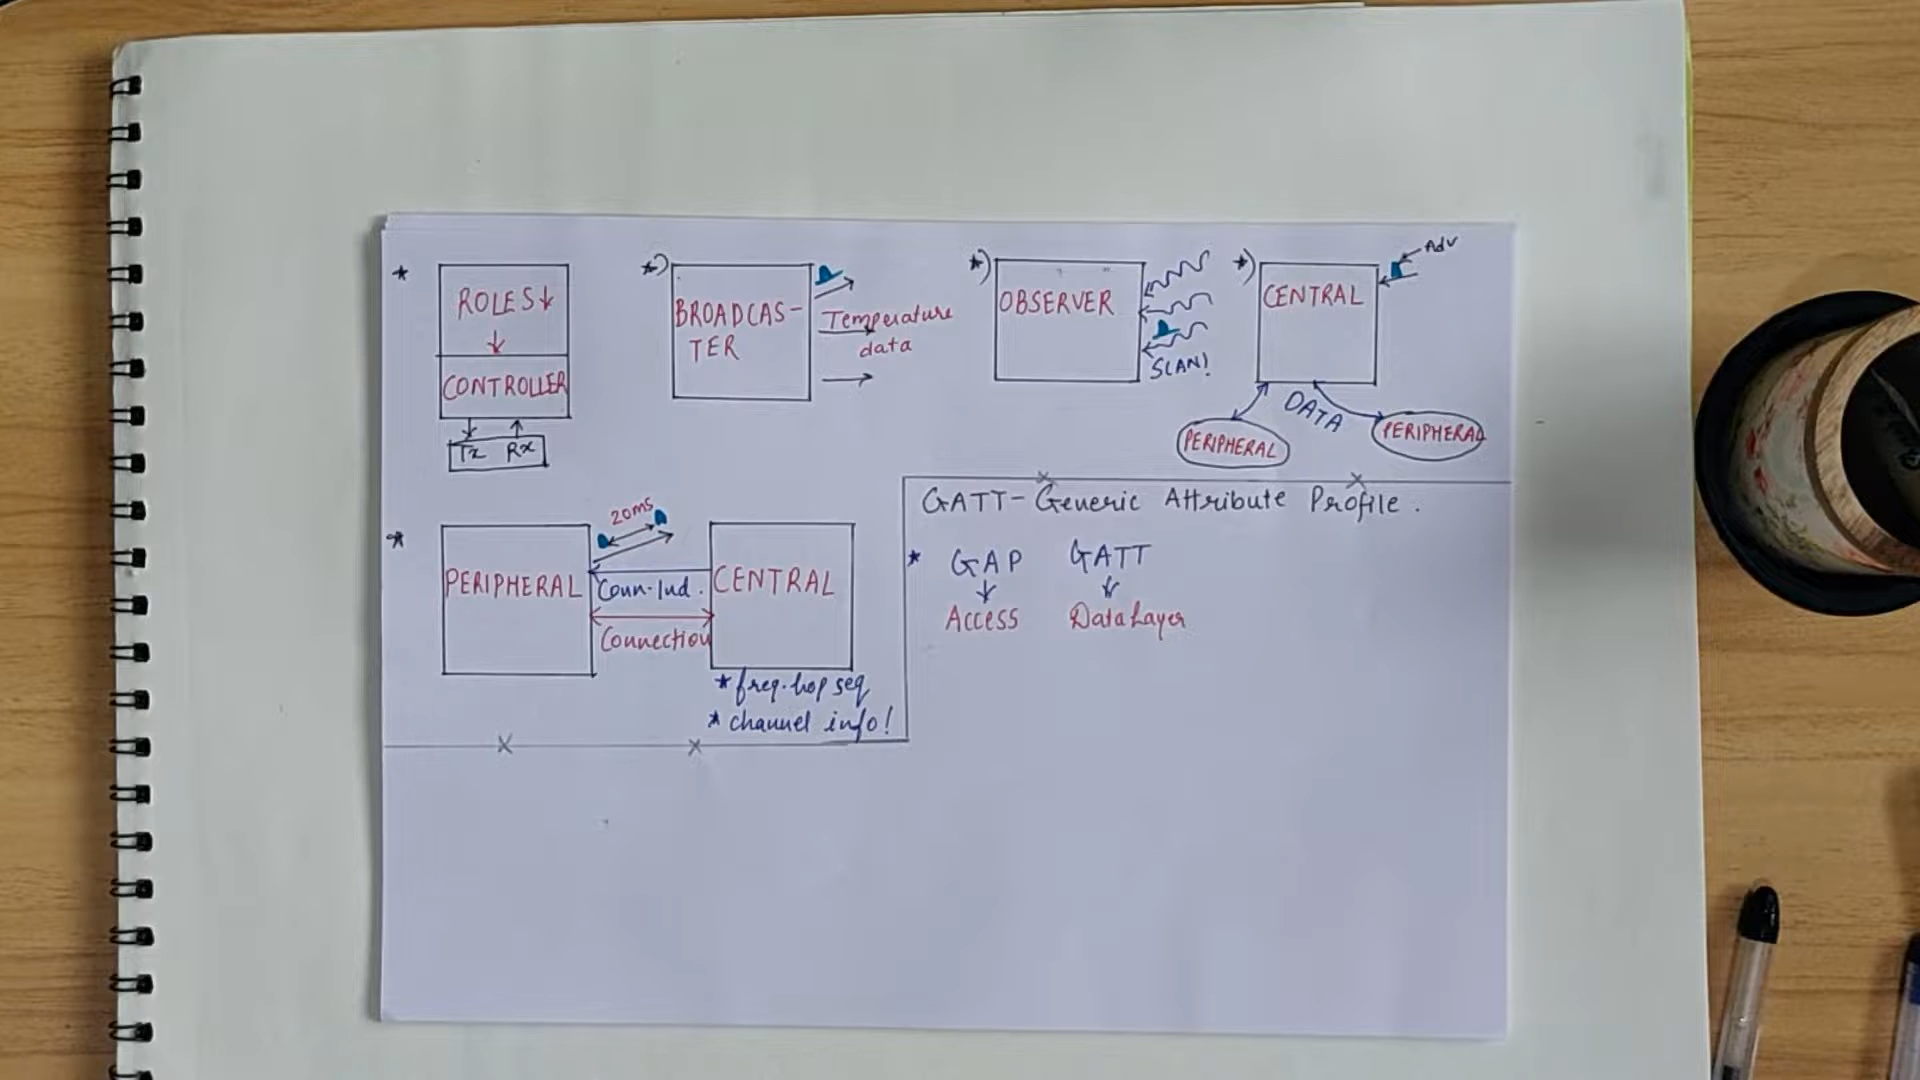 ROLES
CONTROLLER
Tx Rx
BROADCAS-
TER
Temperature
data
OBSERVER
SCAN!
CENTRAL
Adv
DATA
PERIPHERAL
PERIPHERAL
PERIPHERAL
20ms
Conn-Ind.
Connection
CENTRAL
* freq. hop seq
* channel info!
GATT- Generic Attribute Profile.
* GAP GATT
Access Data Layer